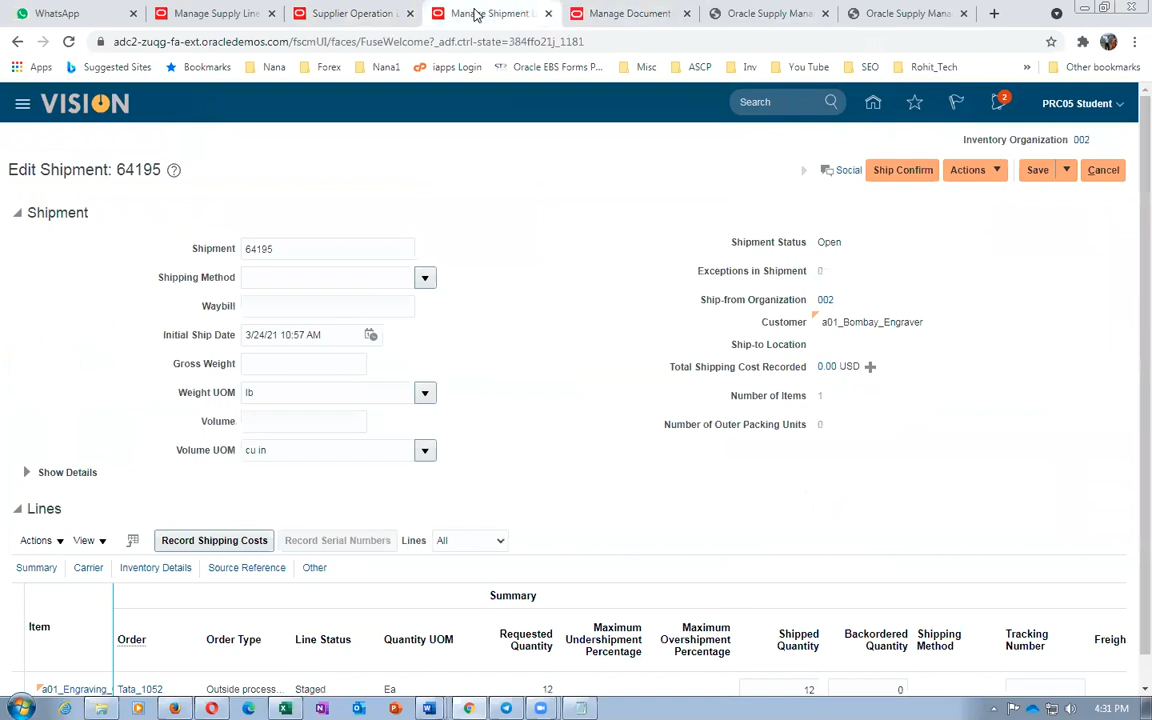 WhatsApp
Manage Supply Line
Supplier Operation
Manage Shipment L
Manage Document
Oracle Supply Mana
Oracle Supply Mana
adc2-zuqg-fa-ext.oracledemos.com/fscmUI/faces/FuseWelcome?_adf.ctrl-state=384ffo21j_1181
Apps
Suggested Sites
Bookmarks
Nana
Forex
Nana1
iapps Login
Oracle EBS Forms P...
Misc
ASCP
Inv
You Tube
SEO
Rohit_Tech
»
Other bookmarks
VISION
Search
2
PRC05 Student
Inventory Organization 002
Edit Shipment: 64195
Social
Ship Confirm
Actions
Save
Cancel
Shipment
Shipment 64195
Shipping Method
Waybill
Initial Ship Date 3/24/21 10:57 AM
Gross Weight
Weight UOM lb
Volume
Volume UOM cu in
Shipment Status Open
Exceptions in Shipment 0
Ship-from Organization 002
Customer a01_Bombay_Engraver
Ship-to Location
Total Shipping Cost Recorded 0.00 USD
Number of Items 1
Number of Outer Packing Units 0
Show Details
Lines
Actions View Record Shipping Costs Record Serial Numbers Lines All
Summary Carrier Inventory Details Source Reference Other
Summary
Item
Order
Order Type
Line Status
Quantity UOM
Requested Quantity
Maximum Undershipment Percentage
Maximum Overshipment Percentage
Shipped Quantity
Backordered Quantity
Shipping Method
Tracking Number
Freigh
a01_Engraving_ Tata_1052 Outside process... Staged Ea 12 12 0
4:31 PM